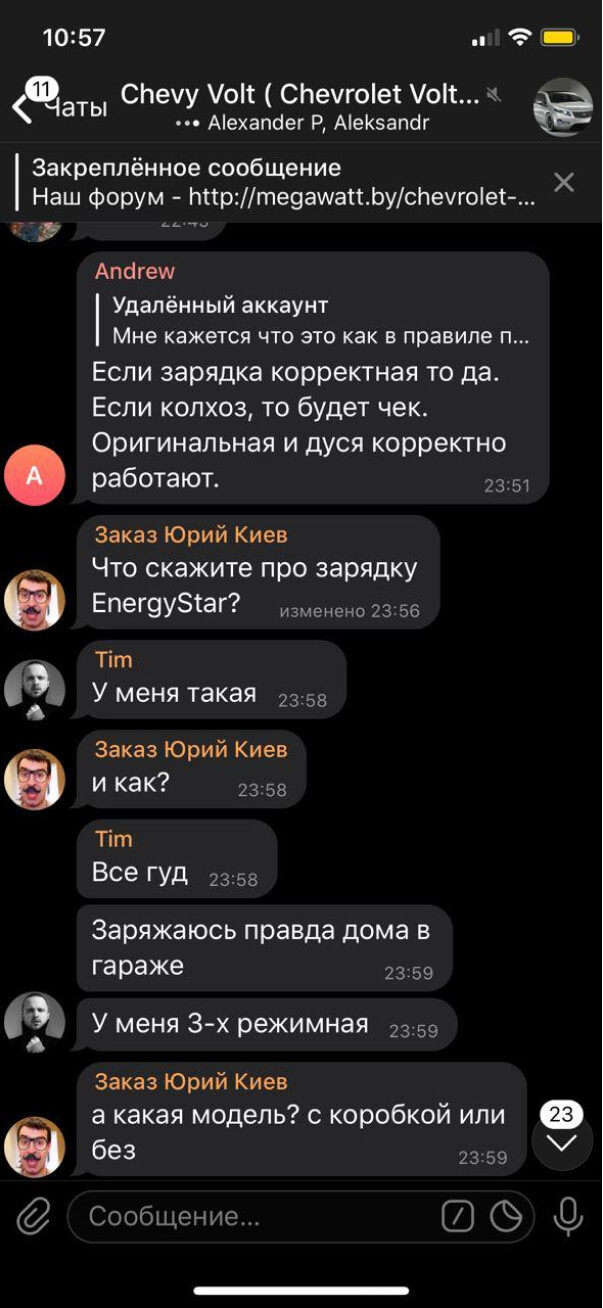 10:57
11
Чаты
Chevy Volt ( Chevrolet Volt...
••• Alexander P, Aleksandr
Закреплённое сообщение
Наш форум - http://megawatt.by/chevrolet-...
22:45
Andrew
Удалённый аккаунт
Мне кажется что это как в правиле п...
Если зарядка корректная то да.
Если колхоз, то будет чек.
Оригинальная и дуся корректно
работают.
23:51
A
Заказ Юрий Киев
Что скажите про зарядку
EnergyStar? изменено 23:56
Tim
У меня такая 23:58
Заказ Юрий Киев
и как? 23:58
Tim
Все гуд 23:58
Заряжаюсь правда дома в
гараже 23:59
У меня 3-х режимная 23:59
Заказ Юрий Киев
а какая модель? с коробкой или
без 23:59
23
Сообщение...